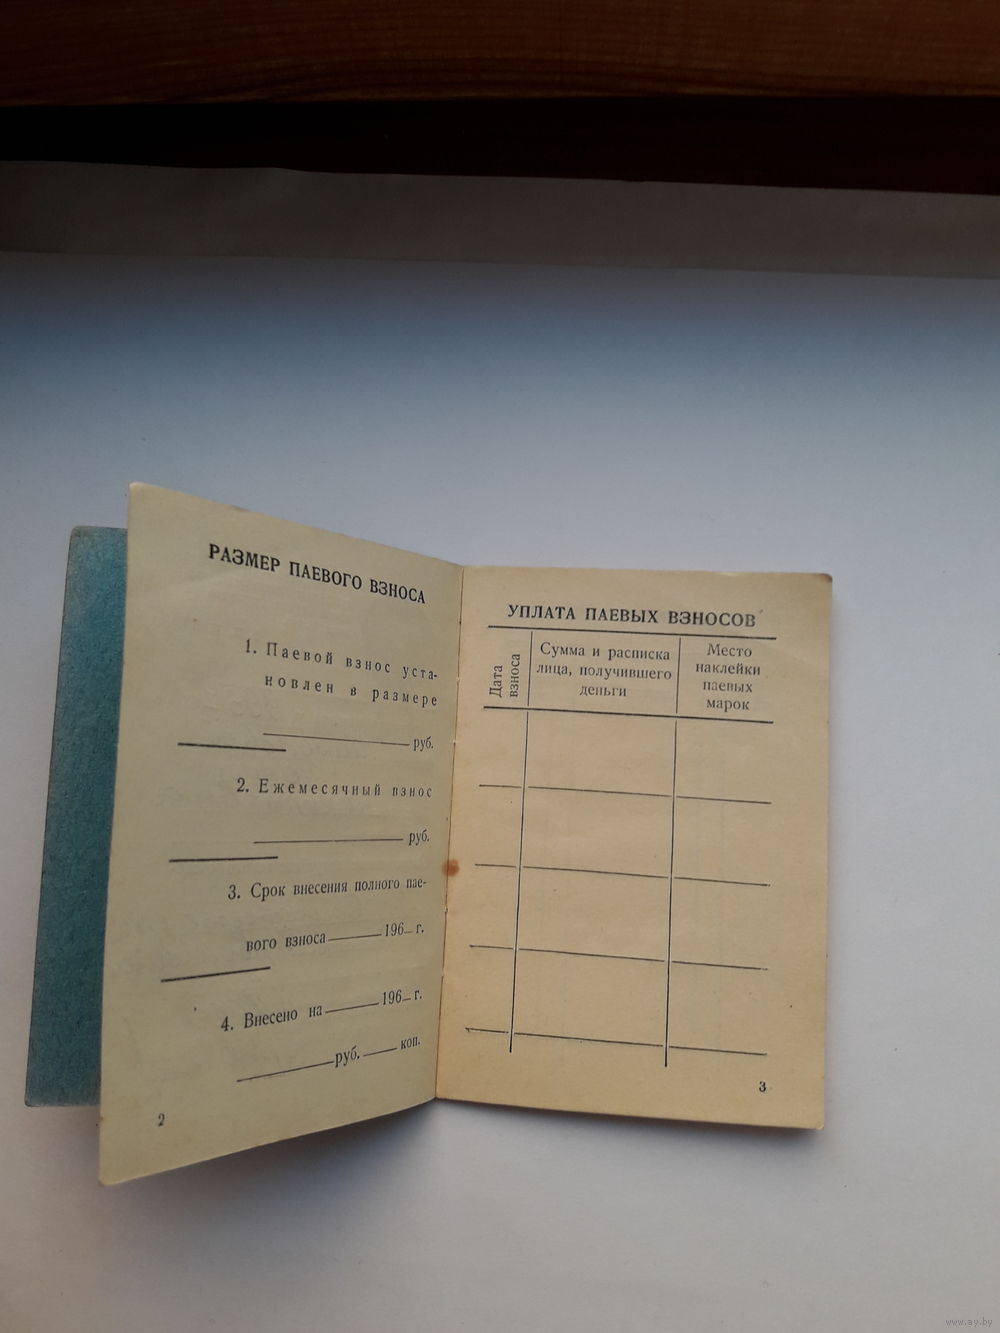 РАЗМЕР ПАЕВОГО ВЗНОСА
1. Паевой взнос уста-
новлен в размере
руб.
2. Ежемесячный взнос
руб.
3. Срок внесения полного пае-
вого взноса 196 г.
4. Внесено на 196 г.
руб. коп.
2
УПЛАТА ПАЕВЫХ ВЗНОСОВ
Дата
взноса
Сумма и расписка
лица, получившего
деньги
Место
наклейки
паевых
марок
3
www.ay.by